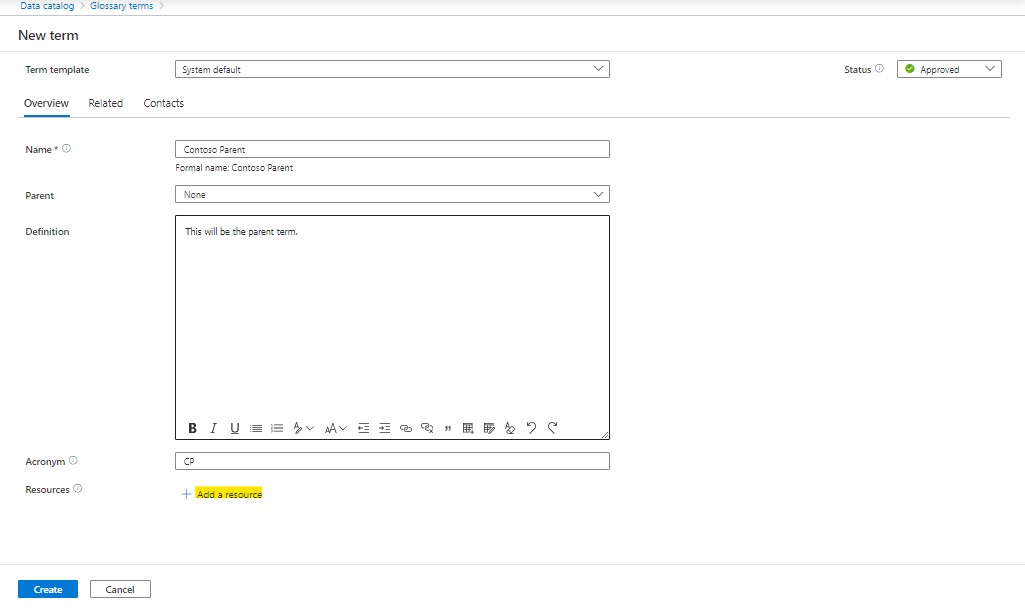 Data catalog > Glossary terms >
New term
Term template System default Status Approved
Overview Related Contacts
Name * Contoso Parent
Formal name: Contoso Parent
Parent None
Definition This will be the parent term.
B I U
Acronym CP
Resources + Add a resource
Create Cancel